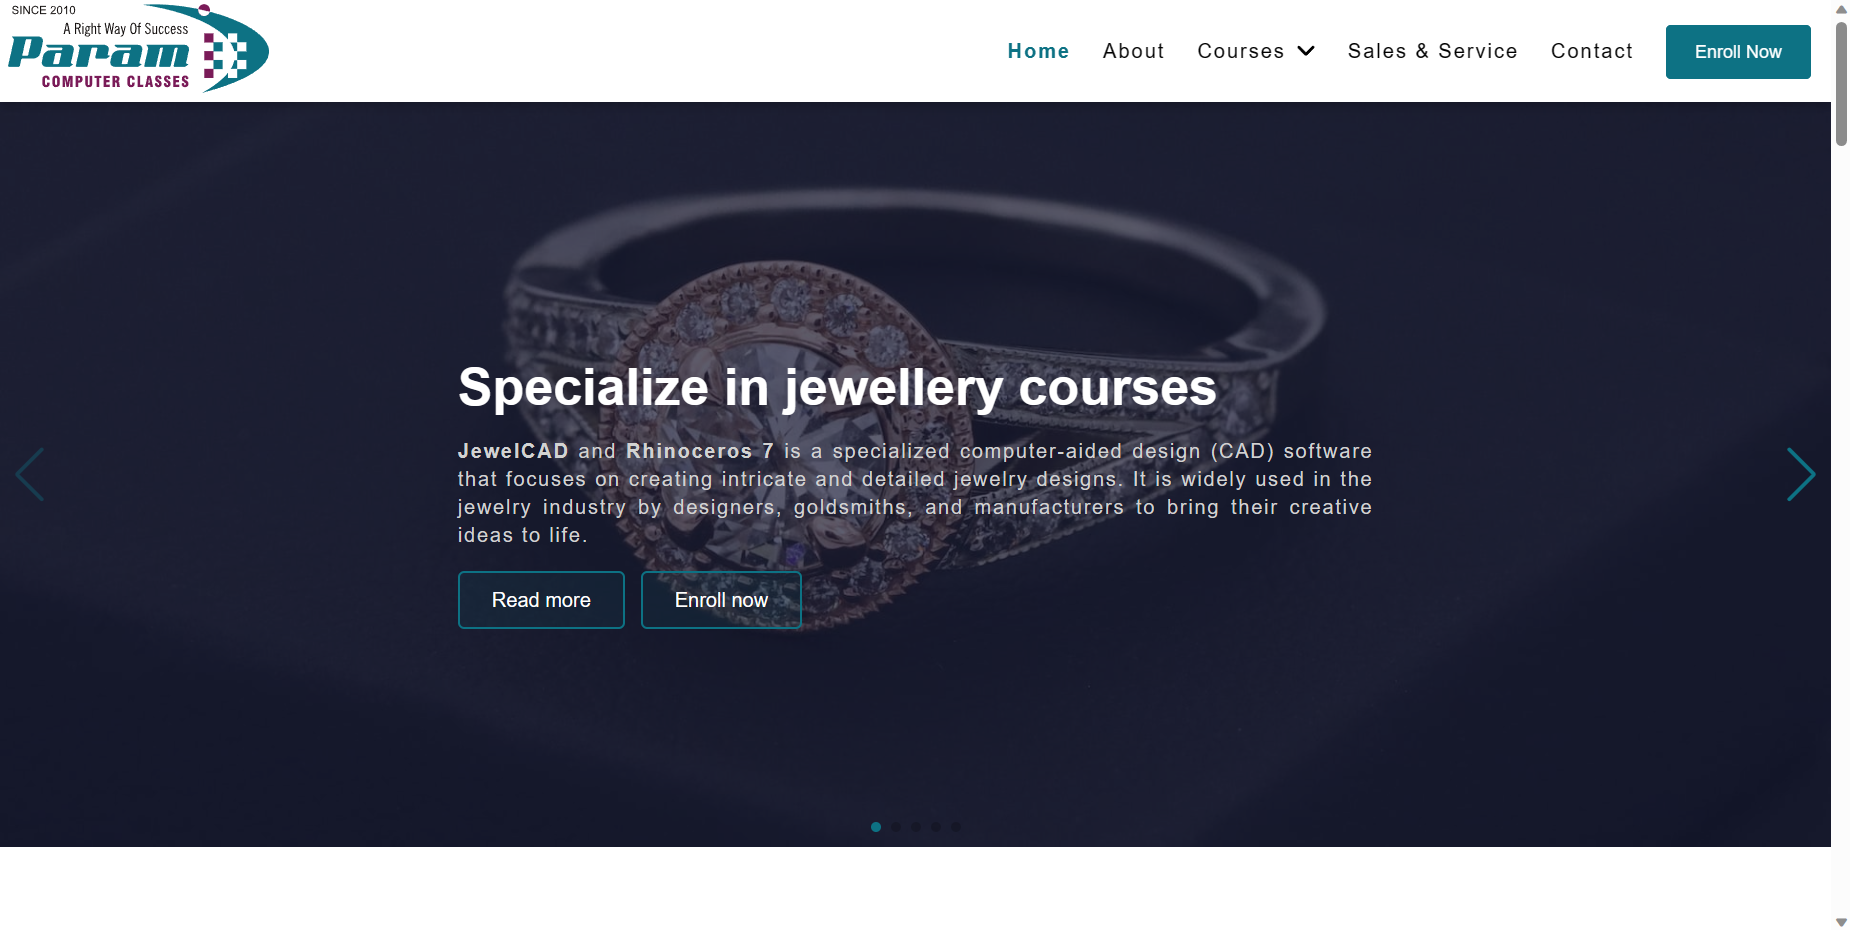 SINCE 2010
A Right Way Of Success
Param
COMPUTER CLASSES
Home
About
Courses
Sales & Service
Contact
Enroll Now
Specialize in jewellery courses
JewelCAD and Rhinoceros 7 is a specialized computer-aided design (CAD) software
that focuses on creating intricate and detailed jewelry designs. It is widely used in the
jewelry industry by designers, goldsmiths, and manufacturers to bring their creative
ideas to life.
Read more
Enroll now